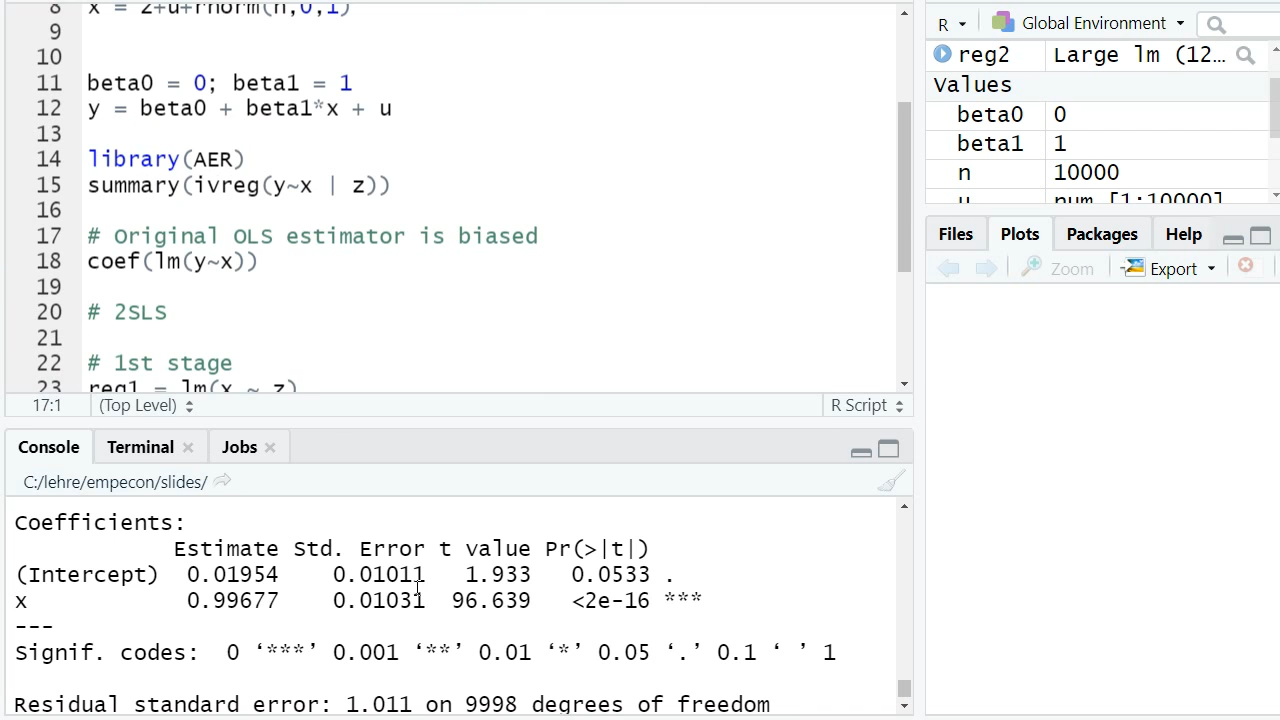 8 x = z+u+rnorm(n,0,1)
9
10
11 beta0 = 0; beta1 = 1
12 y = beta0 + beta1*x + u
13
14 library(AER)
15 summary(ivreg(y~x | z))
16
17 # Original OLS estimator is biased
18 coef(lm(y~x))
19
20 # 2SLS
21
22 # 1st stage
23 reg1 = lm(x ~ z)
17:1 (Top Level) R Script
Console Terminal Jobs
C:/lehre/empecon/slides/
Coefficients:
Estimate Std. Error t value Pr(>|t|)
(Intercept) 0.01954 0.01011 1.933 0.0533 .
x 0.99677 0.01031 96.639 <2e-16 ***
---
Signif. codes: 0 ‘***’ 0.001 ‘**’ 0.01 ‘*’ 0.05 ‘.’ 0.1 ‘ ’ 1
Residual standard error: 1.011 on 9998 degrees of freedom
R Global Environment
reg2 Large lm (12...
Values
beta0 0
beta1 1
n 10000
u num [1:10000]
Files Plots Packages Help
Zoom Export